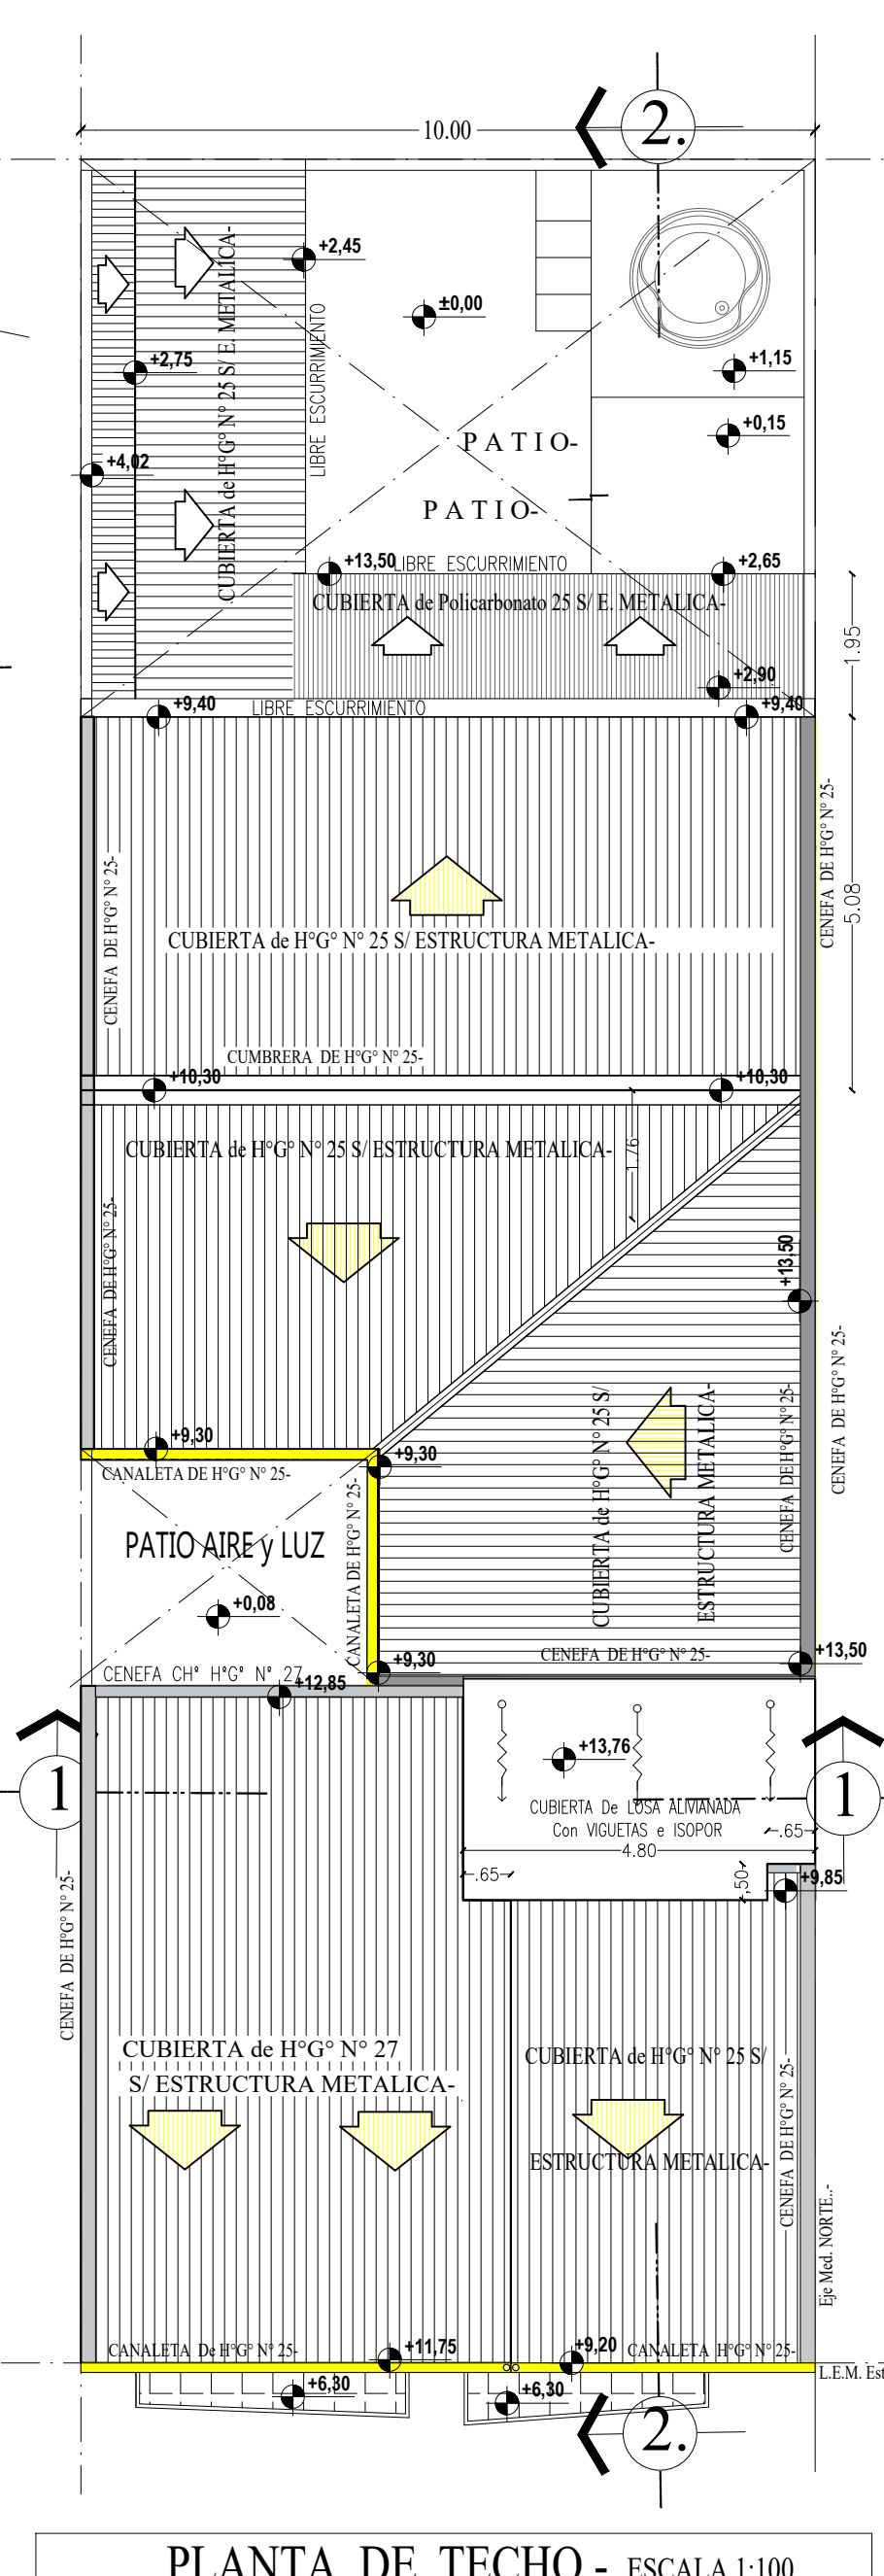 10.00
2.
+2,45
±0,00
CUBIERTA de H°G° N° 25 S/ E. METALICA-
LIBRE ESCURRIMIENTO
+2,75
+1,15
+0,15
+4,02
P A T I O-
P A T I O-
+13,50
LIBRE ESCURRIMIENTO
+2,65
CUBIERTA de Policarbonato 25 S/ E. METALICA-
1.95
+2,90
+9,40
LIBRE ESCURRIMIENTO
+9,40
CENEFA DE H°G° N° 25-
CENEFA DE H°G° N° 25-
5.08
CUBIERTA de H°G° N° 25 S/ ESTRUCTURA METALICA-
CUMBRERA DE H°G° N° 25-
+10,30
+10,30
CUBIERTA de H°G° N° 25 S/ ESTRUCTURA METALICA-
1.76
CENEFA DE H°G° N° 25-
+13,50
CENEFA DE H°G° N° 25-
CUBIERTA de H°G° N° 25 S/
ESTRUCTURA METALICA-
CENEFA DE H°G° N° 25-
+9,30
+9,30
CANALETA DE H°G° N° 25-
CANALETA DE H°G° N° 25-
PATIO AIRE y LUZ
+0,08
CENEFA DE H°G° N° 25-
+13,50
+9,30
CENEFA CH° H°G° N° 27
+12,85
+13,76
1
1
CUBIERTA De LOSA ALIVIANADA
Con VIGUETAS e ISOPOR
.65
4.80
.65
.50
+9,85
CENEFA DE H°G° N° 25-
CUBIERTA de H°G° N° 27
S/ ESTRUCTURA METALICA-
CUBIERTA de H°G° N° 25 S/
ESTRUCTURA METALICA-
CENEFA DE H°G° N° 25-
Eje Med. NORTE..-
CANALETA De H°G° N° 25-
+11,75
+9,20
CANALETA H°G° N° 25-
L.E.M. Est
+6,30
+6,30
2.
PLANTA DE TECHO - ESCALA 1:100